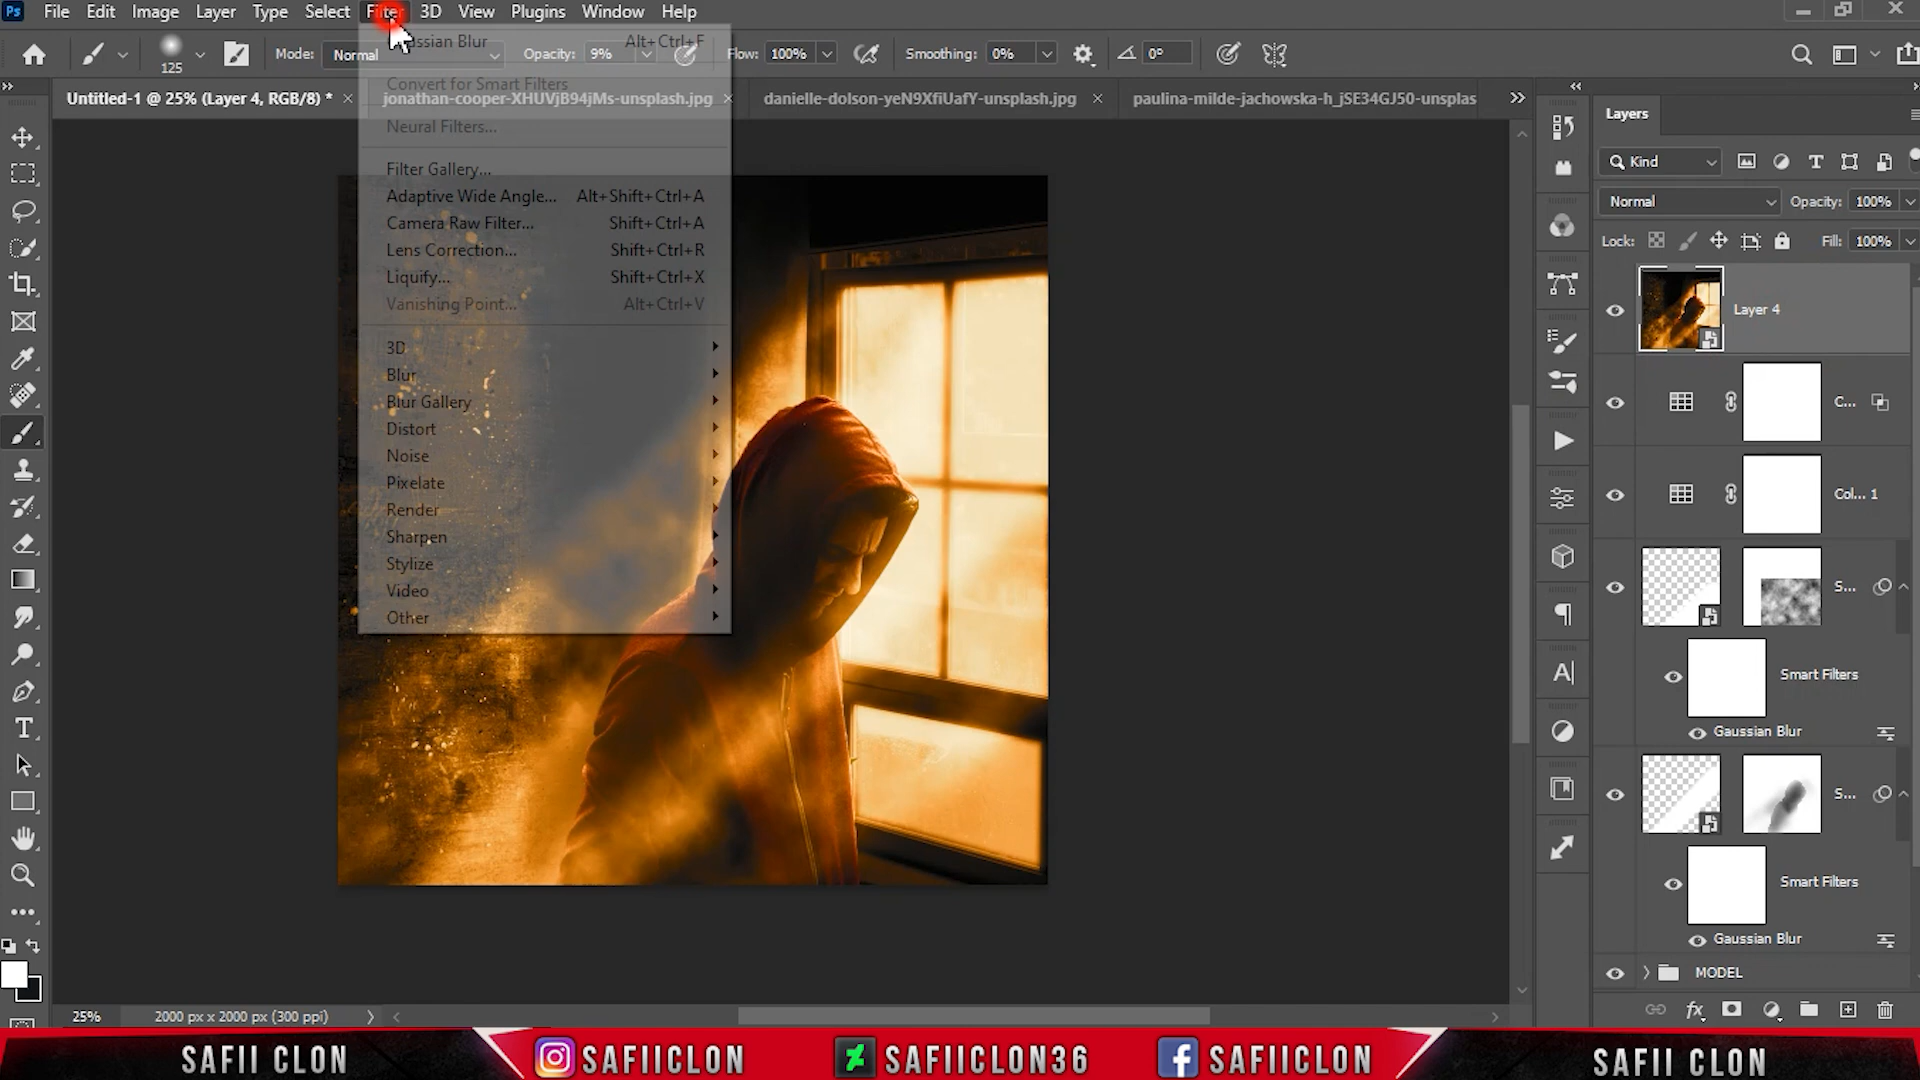 Ps File Edit Image Layer Type Select Filter 3D View Plugins Window Help
125 Mode: Normal Opacity: 9% Flow: 100% Smoothing: 0% 0°
Untitled-1 @ 25% (Layer 4, RGB/8) * jonathan-cooper-XHUVjB94jMs-unsplash.jpg danielle-dolson-yeN9XfiUafY-unsplash.jpg paulina-milde-jachowska-h_jSE34GJ50-unsplas
Alt+Ctrl+F
Convert for Smart Filters
Neural Filters...
Filter Gallery...
Adaptive Wide Angle... Alt+Shift+Ctrl+A
Camera Raw Filter... Shift+Ctrl+A
Lens Correction... Shift+Ctrl+R
Liquify... Shift+Ctrl+X
Vanishing Point... Alt+Ctrl+V
3D
Blur
Blur Gallery
Distort
Noise
Pixelate
Render
Sharpen
Stylize
Video
Other
Layers
Kind
Normal Opacity: 100%
Lock: Fill: 100%
Layer 4
C...
Col... 1
S...
Smart Filters
Gaussian Blur
S...
Smart Filters
Gaussian Blur
MODEL
25% 2000 px x 2000 px (300 ppi)
SAFII CLON SAFIICLON SAFIICLON36 SAFIICLON SAFII CLON